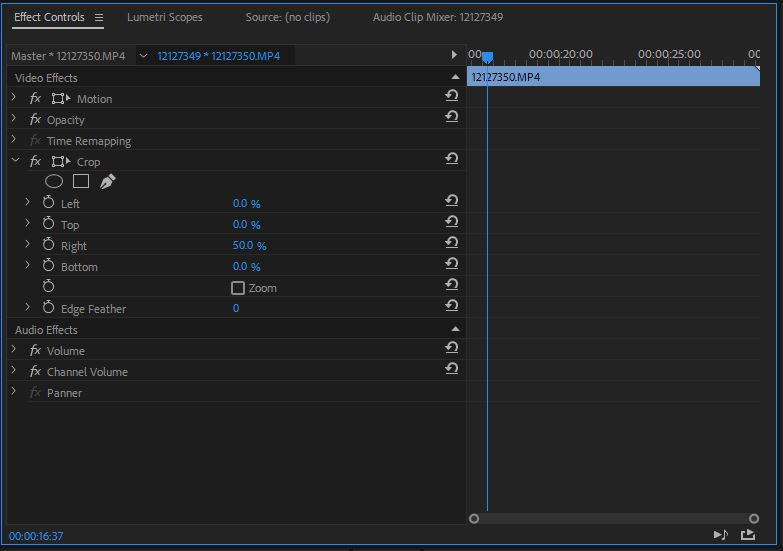 Effect Controls Lumetri Scopes Source: (no clips) Audio Clip Mixer: 12127349
Master * 12127350.MP4 12127349 * 12127350.MP4 00:00:20:00 00:00:25:00
Video Effects 12127350.MP4
fx Motion
fx Opacity
fx Time Remapping
fx Crop
Left 0.0 %
Top 0.0 %
Right 50.0 %
Bottom 0.0 %
Zoom
Edge Feather 0
Audio Effects
fx Volume
fx Channel Volume
fx Panner
00:00:16:37